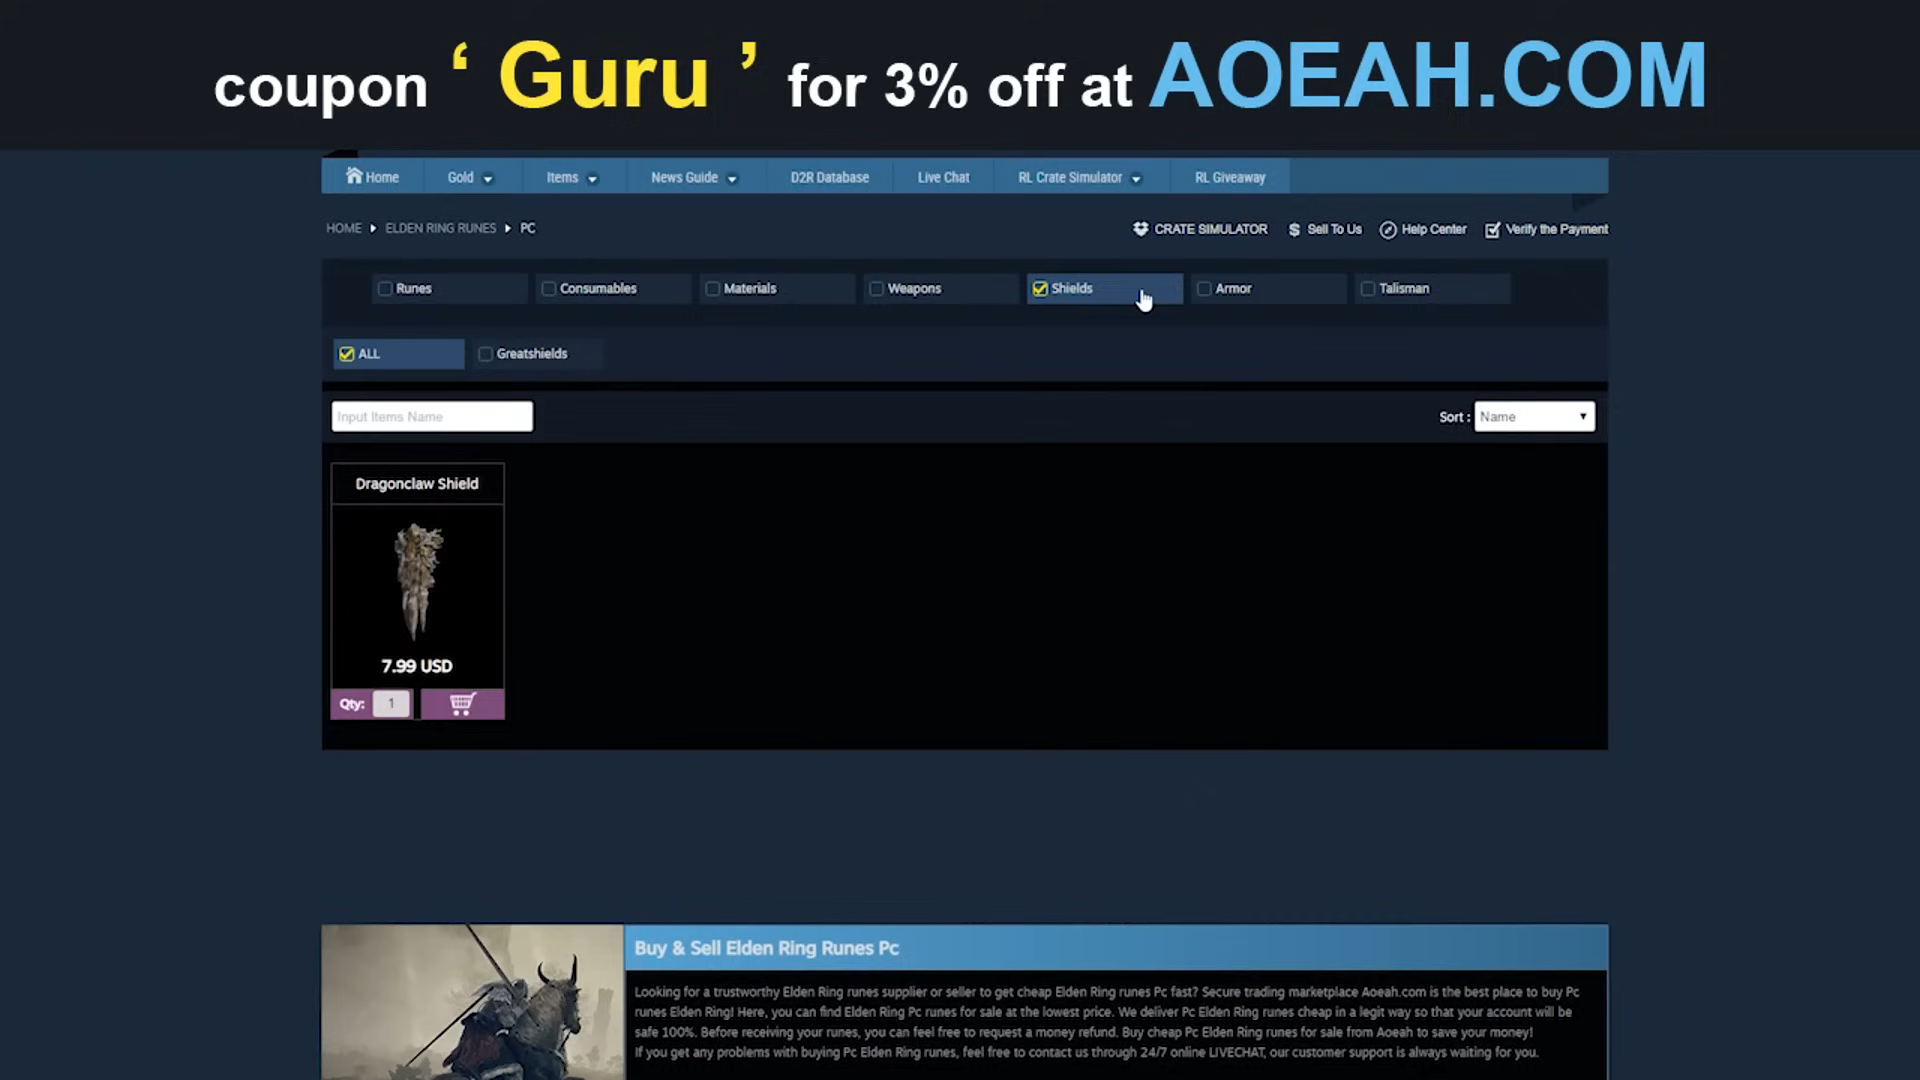 coupon ‘ Guru ’ for 3% off at AOEAH.COM
Home Gold Items News Guide D2R Database Live Chat RL Crate Simulator RL Giveaway
HOME ELDEN RING RUNES PC CRATE SIMULATOR Sell To Us Help Center Verify the Payment
Runes Consumables Materials Weapons Shields Armor Talisman
ALL Greatshields
Input Items Name Sort : Name
Dragonclaw Shield
7.99 USD
Qty: 1
Buy & Sell Elden Ring Runes Pc
Looking for a trustworthy Elden Ring runes supplier or seller to get cheap Elden Ring runes Pc fast? Secure trading marketplace Aoeah.com is the best place to buy Pc
runes Elden Ring! Here, you can find Elden Ring Pc runes for sale at the lowest price. We deliver Pc Elden Ring runes cheap in a legit way so that your account will be
safe 100%. Before receiving your runes, you can feel free to request a money refund. Buy cheap Pc Elden Ring runes for sale from Aoeah to save your money!
If you get any problems with buying Pc Elden Ring runes, feel free to contact us through 24/7 online LIVECHAT, our customer support is always waiting for you.